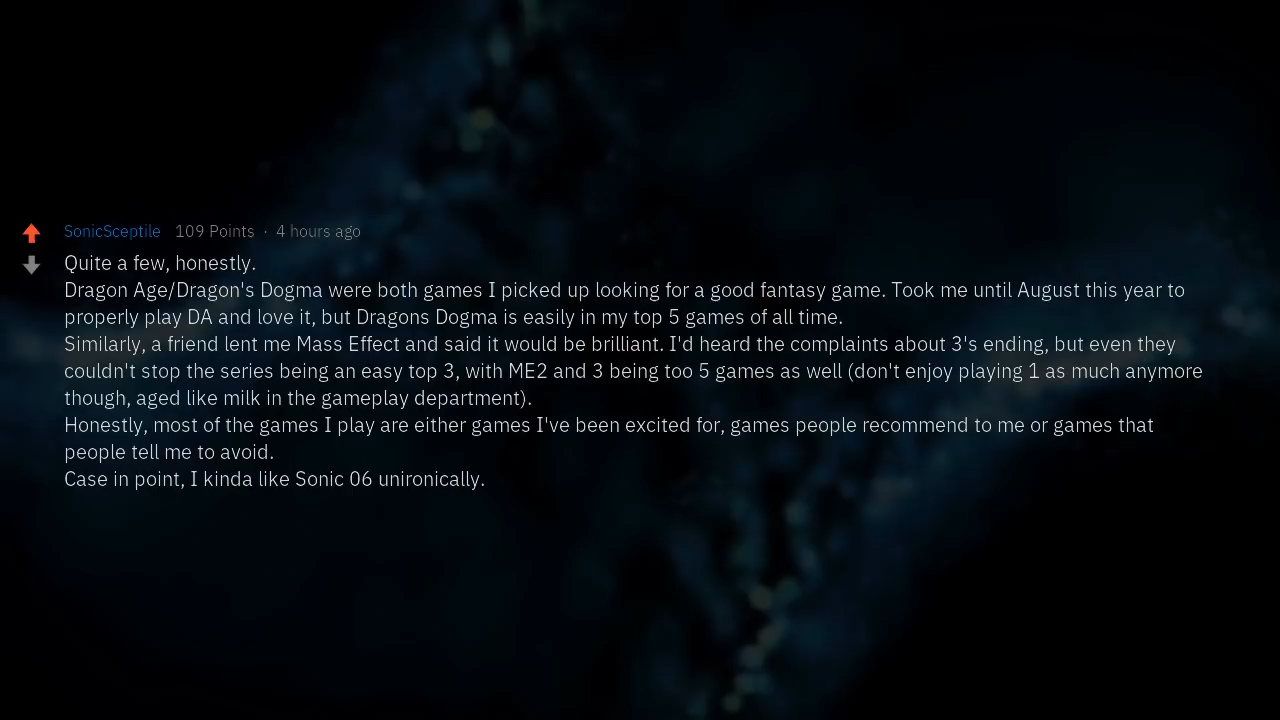 SonicSceptile 109 Points · 4 hours ago
Quite a few, honestly.
Dragon Age/Dragon's Dogma were both games I picked up looking for a good fantasy game. Took me until August this year to
properly play DA and love it, but Dragons Dogma is easily in my top 5 games of all time.
Similarly, a friend lent me Mass Effect and said it would be brilliant. I'd heard the complaints about 3's ending, but even they
couldn't stop the series being an easy top 3, with ME2 and 3 being too 5 games as well (don't enjoy playing 1 as much anymore
though, aged like milk in the gameplay department).
Honestly, most of the games I play are either games I've been excited for, games people recommend to me or games that
people tell me to avoid.
Case in point, I kinda like Sonic 06 unironically.